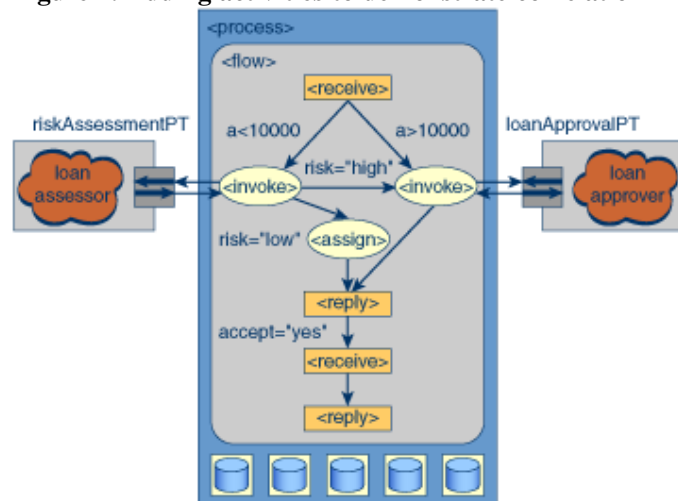 <process>
<flow>
<receive>
riskAssessmentPT
a<10000
a>10000
loanApprovalPT
loan
assessor
<invoke>
risk="high"
<invoke>
loan
approver
risk="low"
<assign>
<reply>
accept="yes"
<receive>
<reply>